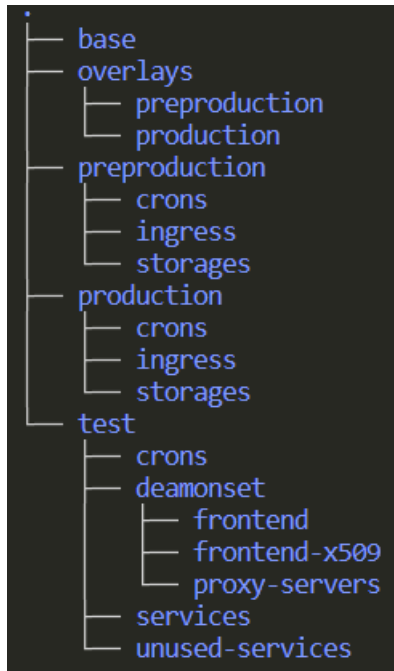 .
├── base
├── overlays
│   ├── preproduction
│   └── production
├── preproduction
│   ├── crons
│   ├── ingress
│   └── storages
├── production
│   ├── crons
│   ├── ingress
│   └── storages
└── test
    ├── crons
    ├── deamonset
    │   ├── frontend
    │   ├── frontend-x509
    │   └── proxy-servers
    ├── services
    └── unused-services